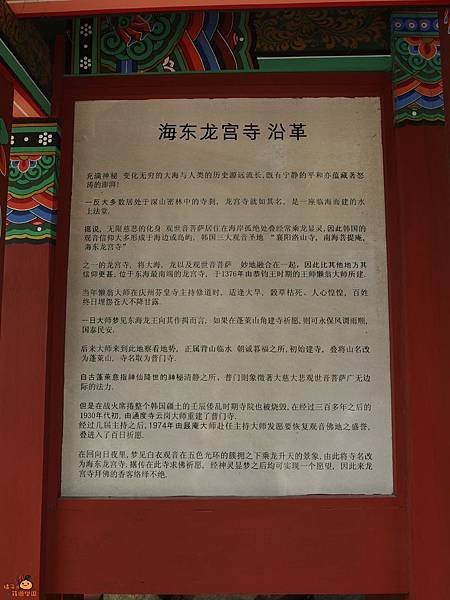 海东龙宫寺 沿革
充满神秘 变化无穷的大海与人类的历史源远流长,既有宁静的平和亦蕴藏著怒
涛的澎湃!
一反大多数居处于深山密林中的寺刹, 龙宫寺就如其名, 是一座临海而建的水
上法堂.
据说, 无限慈悲的化身 观世音菩萨居住在海岸孤绝处叠经常乘龙显灵,因此韩国的
观音信仰大多形成于海边或岛屿. 韩国三大观音圣地 "襄阳洛山寺, 南海菩提庵,
海东龙宫寺"
之一的龙宫寺, 将大海, 龙以及观世音菩萨 妙地融合在一起, 因此比其他地方其
信仰更甚. 位于东海最南端的龙宫寺, 于1376年由恭钧王时期的王师懒翁大师所建.
当年懒翁大师在庆州芬皇寺主持修道时, 适逢大旱, 穀草枯死、人心惶惶, 百姓
终日埋怨苍天不降甘露.
一日大师梦见东海龙王向其作揖而言, 如果在蓬莱山角建寺祈愿,则可永保风调雨顺,
国泰民安.
后来大师来到此地察看地势, 正属背山临水 朝诚暮福之所,初始建寺, 叠将山名改
为蓬莱山, 寺名取为普门寺.
自古蓬莱意指神仙降世的神秘清静之所、普门则象徵著大慈大悲观世音菩萨广无边
际的法力.
但是在战火席捲整个韩国疆土的壬辰倭乱时期寺院也被烧毁,在经过三百多年之后的
1930年代初, 由通度寺云岗大师重建了普门寺.
经过几届主持之后, 1974年由晸庵大师赴任主持大师发愿要恢复观音佛地之盛誉,
叠进入了百日祈愿.
在回向日夜里, 梦见白衣观音在五色光环的簇拥之下乘龙升天的景象,由此将寺名改
为海东龙宫寺. 据传在此寺求佛祈愿, 经神灵显梦之后均可实现一个愿望, 因此来龙
宫寺拜佛的香客络绎不绝.